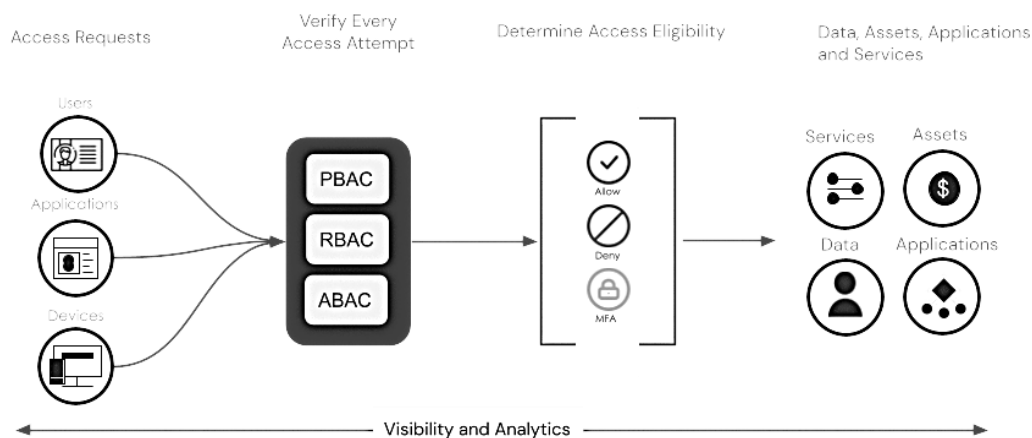 Access Requests
Verify Every
Access Attempt
Determine Access Eligibility
Data, Assets, Applications
and Services
Users
Applications
Devices
PBAC
RBAC
ABAC
Allow
Deny
MFA
Services
Assets
$
Data
Applications
Visibility and Analytics